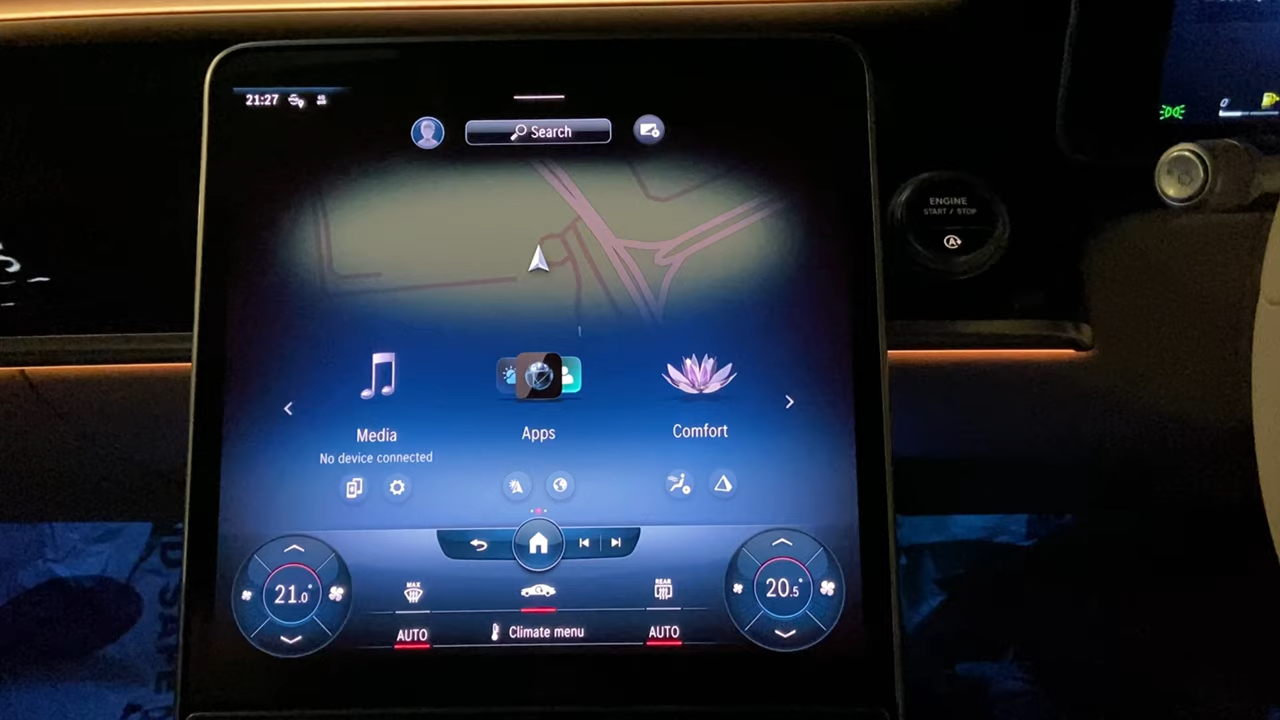 21:27
Search
ENGINE
START / STOP
A
0
Media
Apps
Comfort
No device connected
21.0°
MAX
REAR
20.5°
AUTO
Climate menu
AUTO